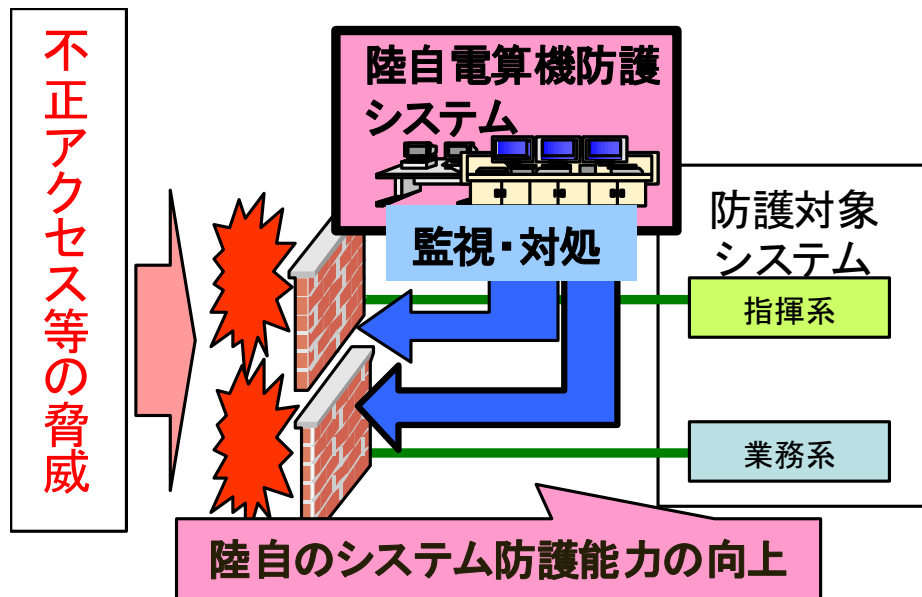 不正アクセス等の脅威
陸自電算機防護
システム
監視・対処
防護対象
システム
指揮系
業務系
陸自のシステム防護能力の向上